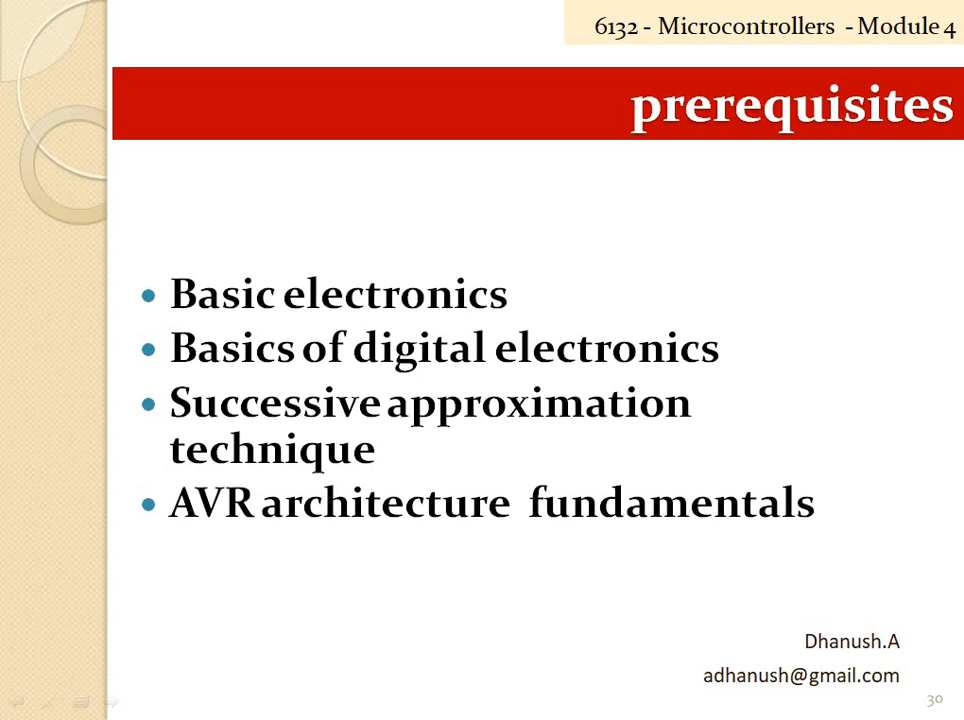 6132 - Microcontrollers - Module 4
prerequisites
• Basic electronics
• Basics of digital electronics
• Successive approximation
technique
• AVR architecture fundamentals
Dhanush.A
adhanush@gmail.com
30